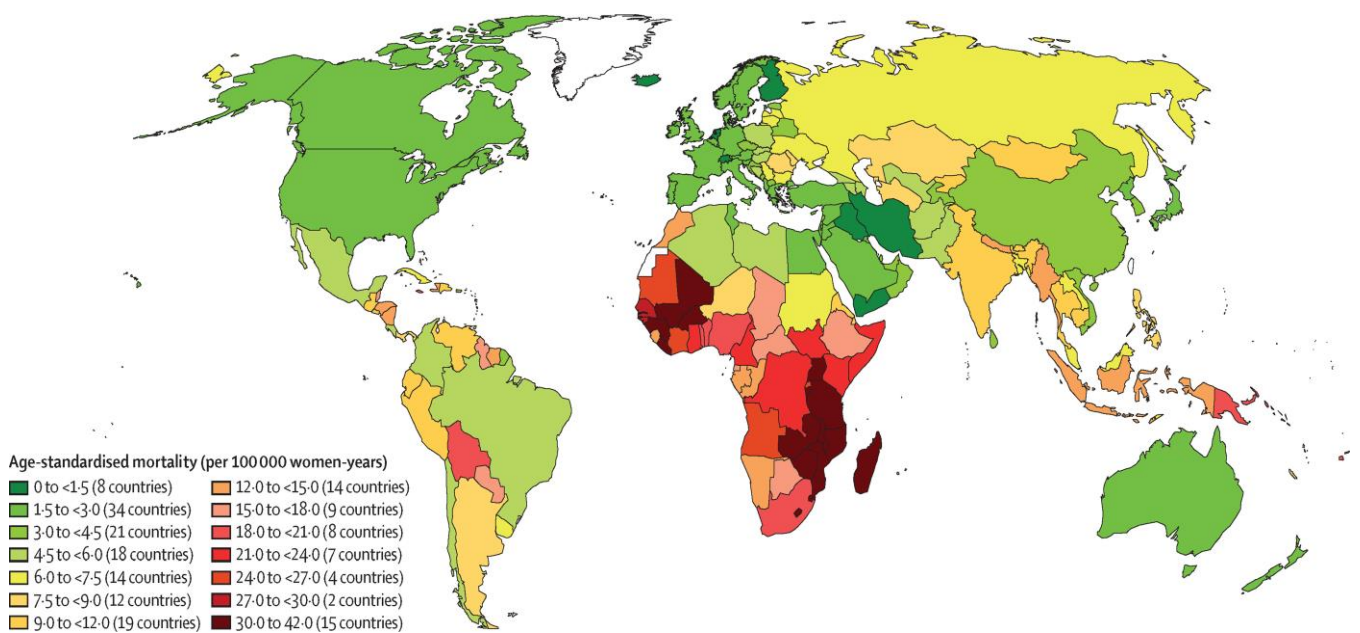 Age-standardised mortality (per 100 000 women-years)
0 to <1·5 (8 countries)
1·5 to <3·0 (34 countries)
3·0 to <4·5 (21 countries)
4·5 to <6·0 (18 countries)
6·0 to <7·5 (14 countries)
7·5 to <9·0 (12 countries)
9·0 to <12·0 (19 countries)
12·0 to <15·0 (14 countries)
15·0 to <18·0 (9 countries)
18·0 to <21·0 (8 countries)
21·0 to <24·0 (7 countries)
24·0 to <27·0 (4 countries)
27·0 to <30·0 (2 countries)
30·0 to 42·0 (15 countries)